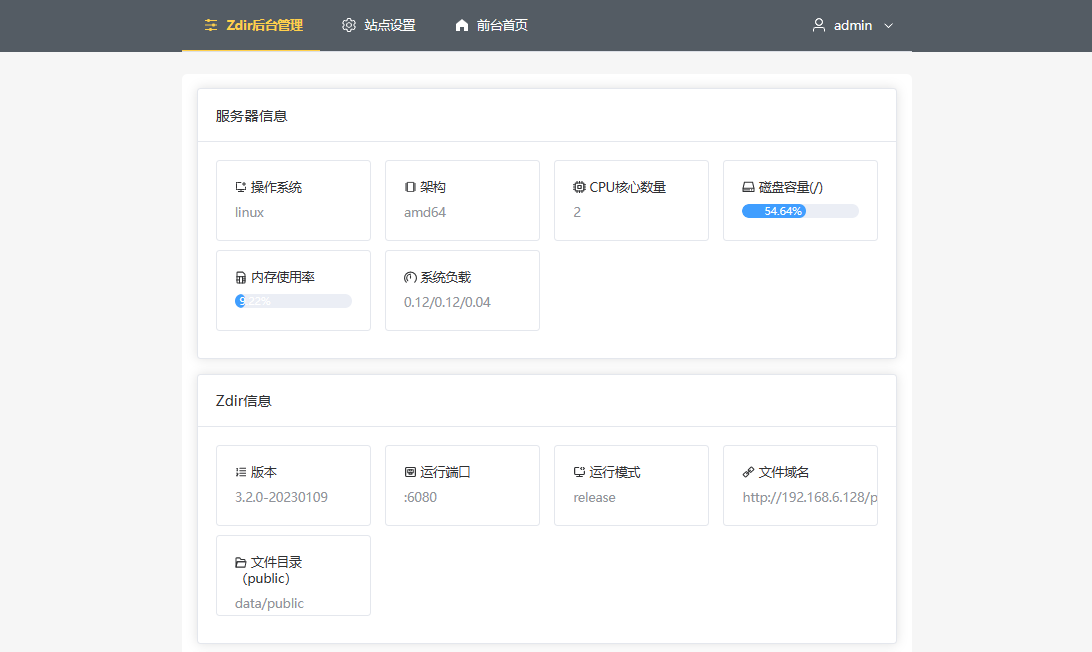 Zdir后台管理 站点设置 前台首页 admin
服务器信息
操作系统 架构 CPU核心数量 磁盘容量(/)
linux amd64 2 54.64%
内存使用率 系统负载
9.22% 0.12/0.12/0.04
Zdir信息
版本 运行端口 运行模式 文件域名
3.2.0-20230109 :6080 release http://192.168.6.128/p
文件目录
（public）
data/public